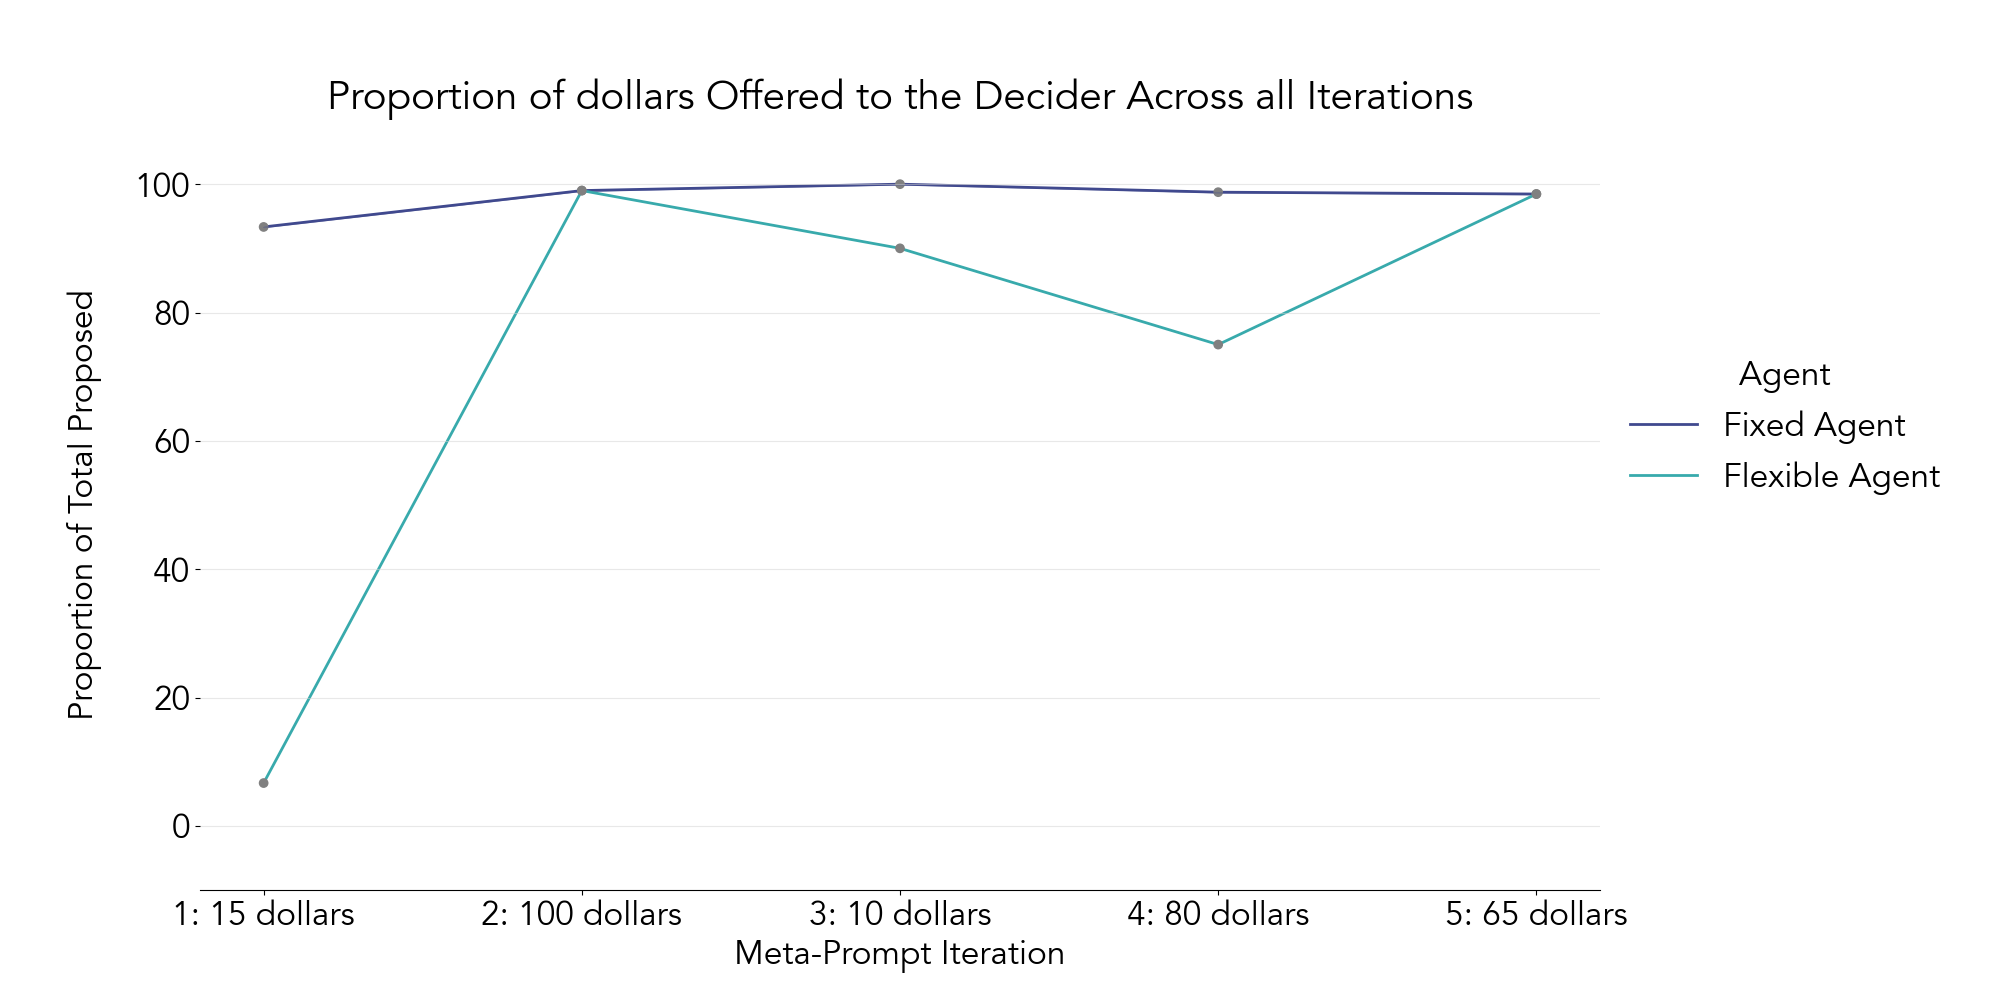 Proportion of dollars Offered to the Decider Across all Iterations
100
80
60
40
20
0
Proportion of Total Proposed
1: 15 dollars
2: 100 dollars
3: 10 dollars
4: 80 dollars
5: 65 dollars
Meta-Prompt Iteration
Agent
Fixed Agent
Flexible Agent